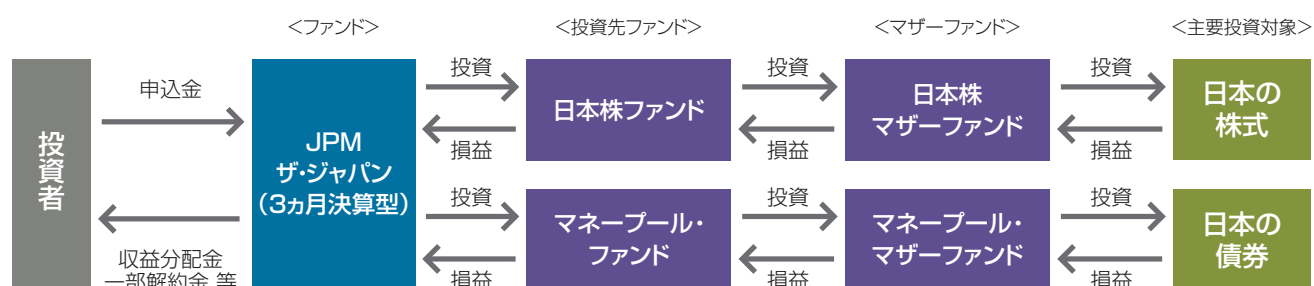 <ファンド>
<投資先ファンド>
<マザーファンド>
<主要投資対象>
投資者
申込金
収益分配金
一部解約金 等
JPM
ザ・ジャパン
(3ヵ月決算型)
投資
損益
日本株ファンド
投資
損益
日本株
マザーファンド
投資
損益
日本の
株式
投資
損益
マネープール・
ファンド
投資
損益
マネープール・
マザーファンド
投資
損益
日本の
債券